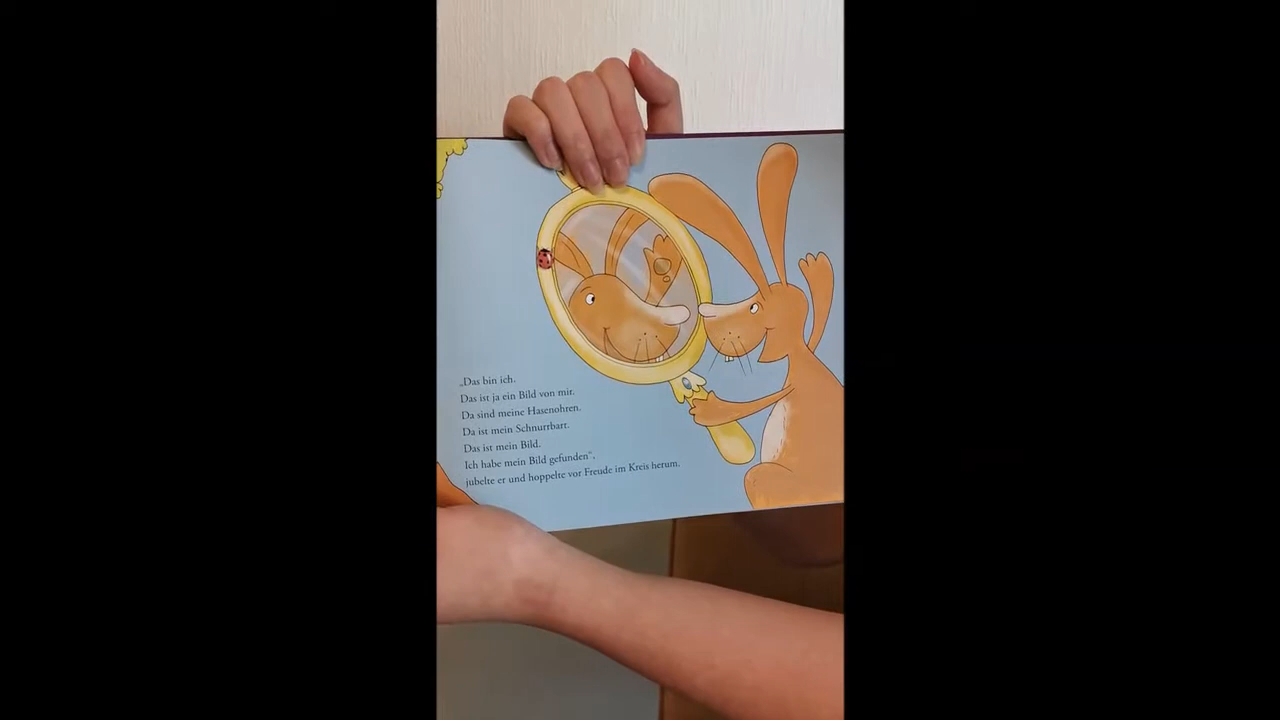 „Das bin ich.
Das ist ja ein Bild von mir.
Da sind meine Hasenohren.
Da ist mein Schnurrbart.
Das ist mein Bild.
Ich habe mein Bild gefunden“,
jubelte er und hoppelte vor Freude im Kreis herum.